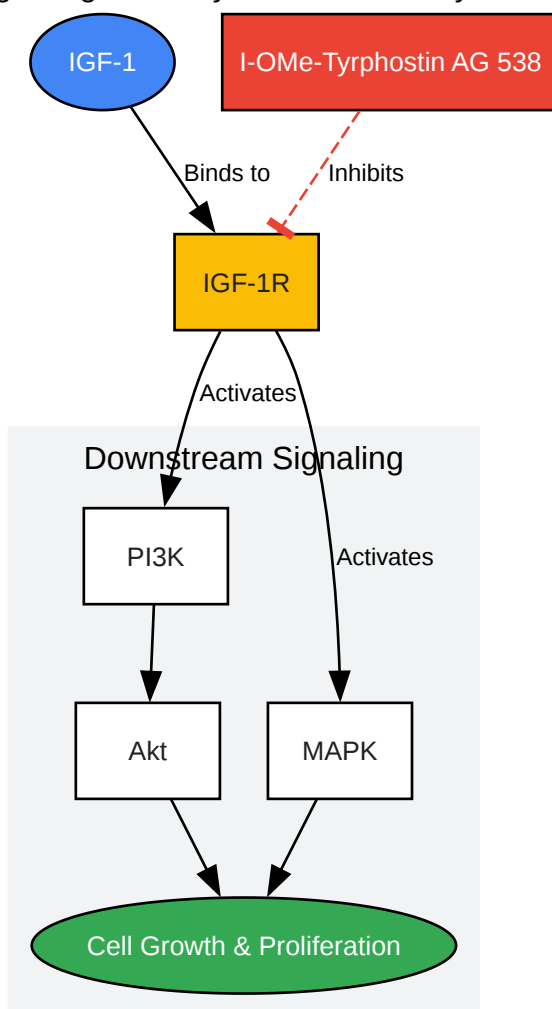 IGF-1
I-OMe-Tyrphostin AG 538
Binds to
Inhibits
IGF-1R
Activates
Downstream Signaling
PI3K
Activates
Akt
MAPK
Cell Growth & Proliferation